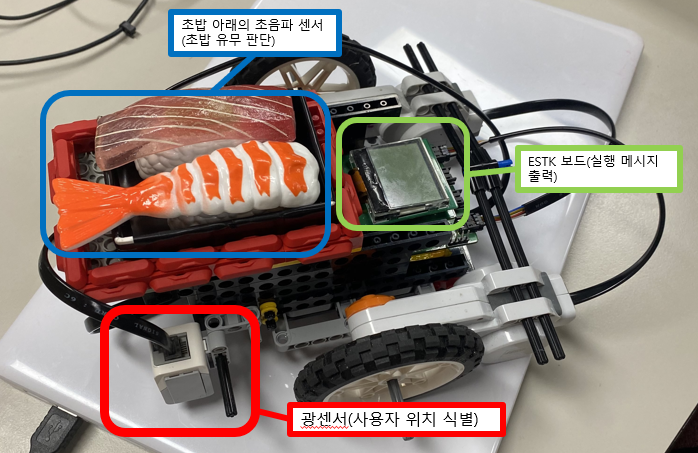 초밥 아래의 초음파 센서
(초밥 유무 판단)
ESTK 보드(실행 메시지
출력)
광센서(사용자 위치 식별)